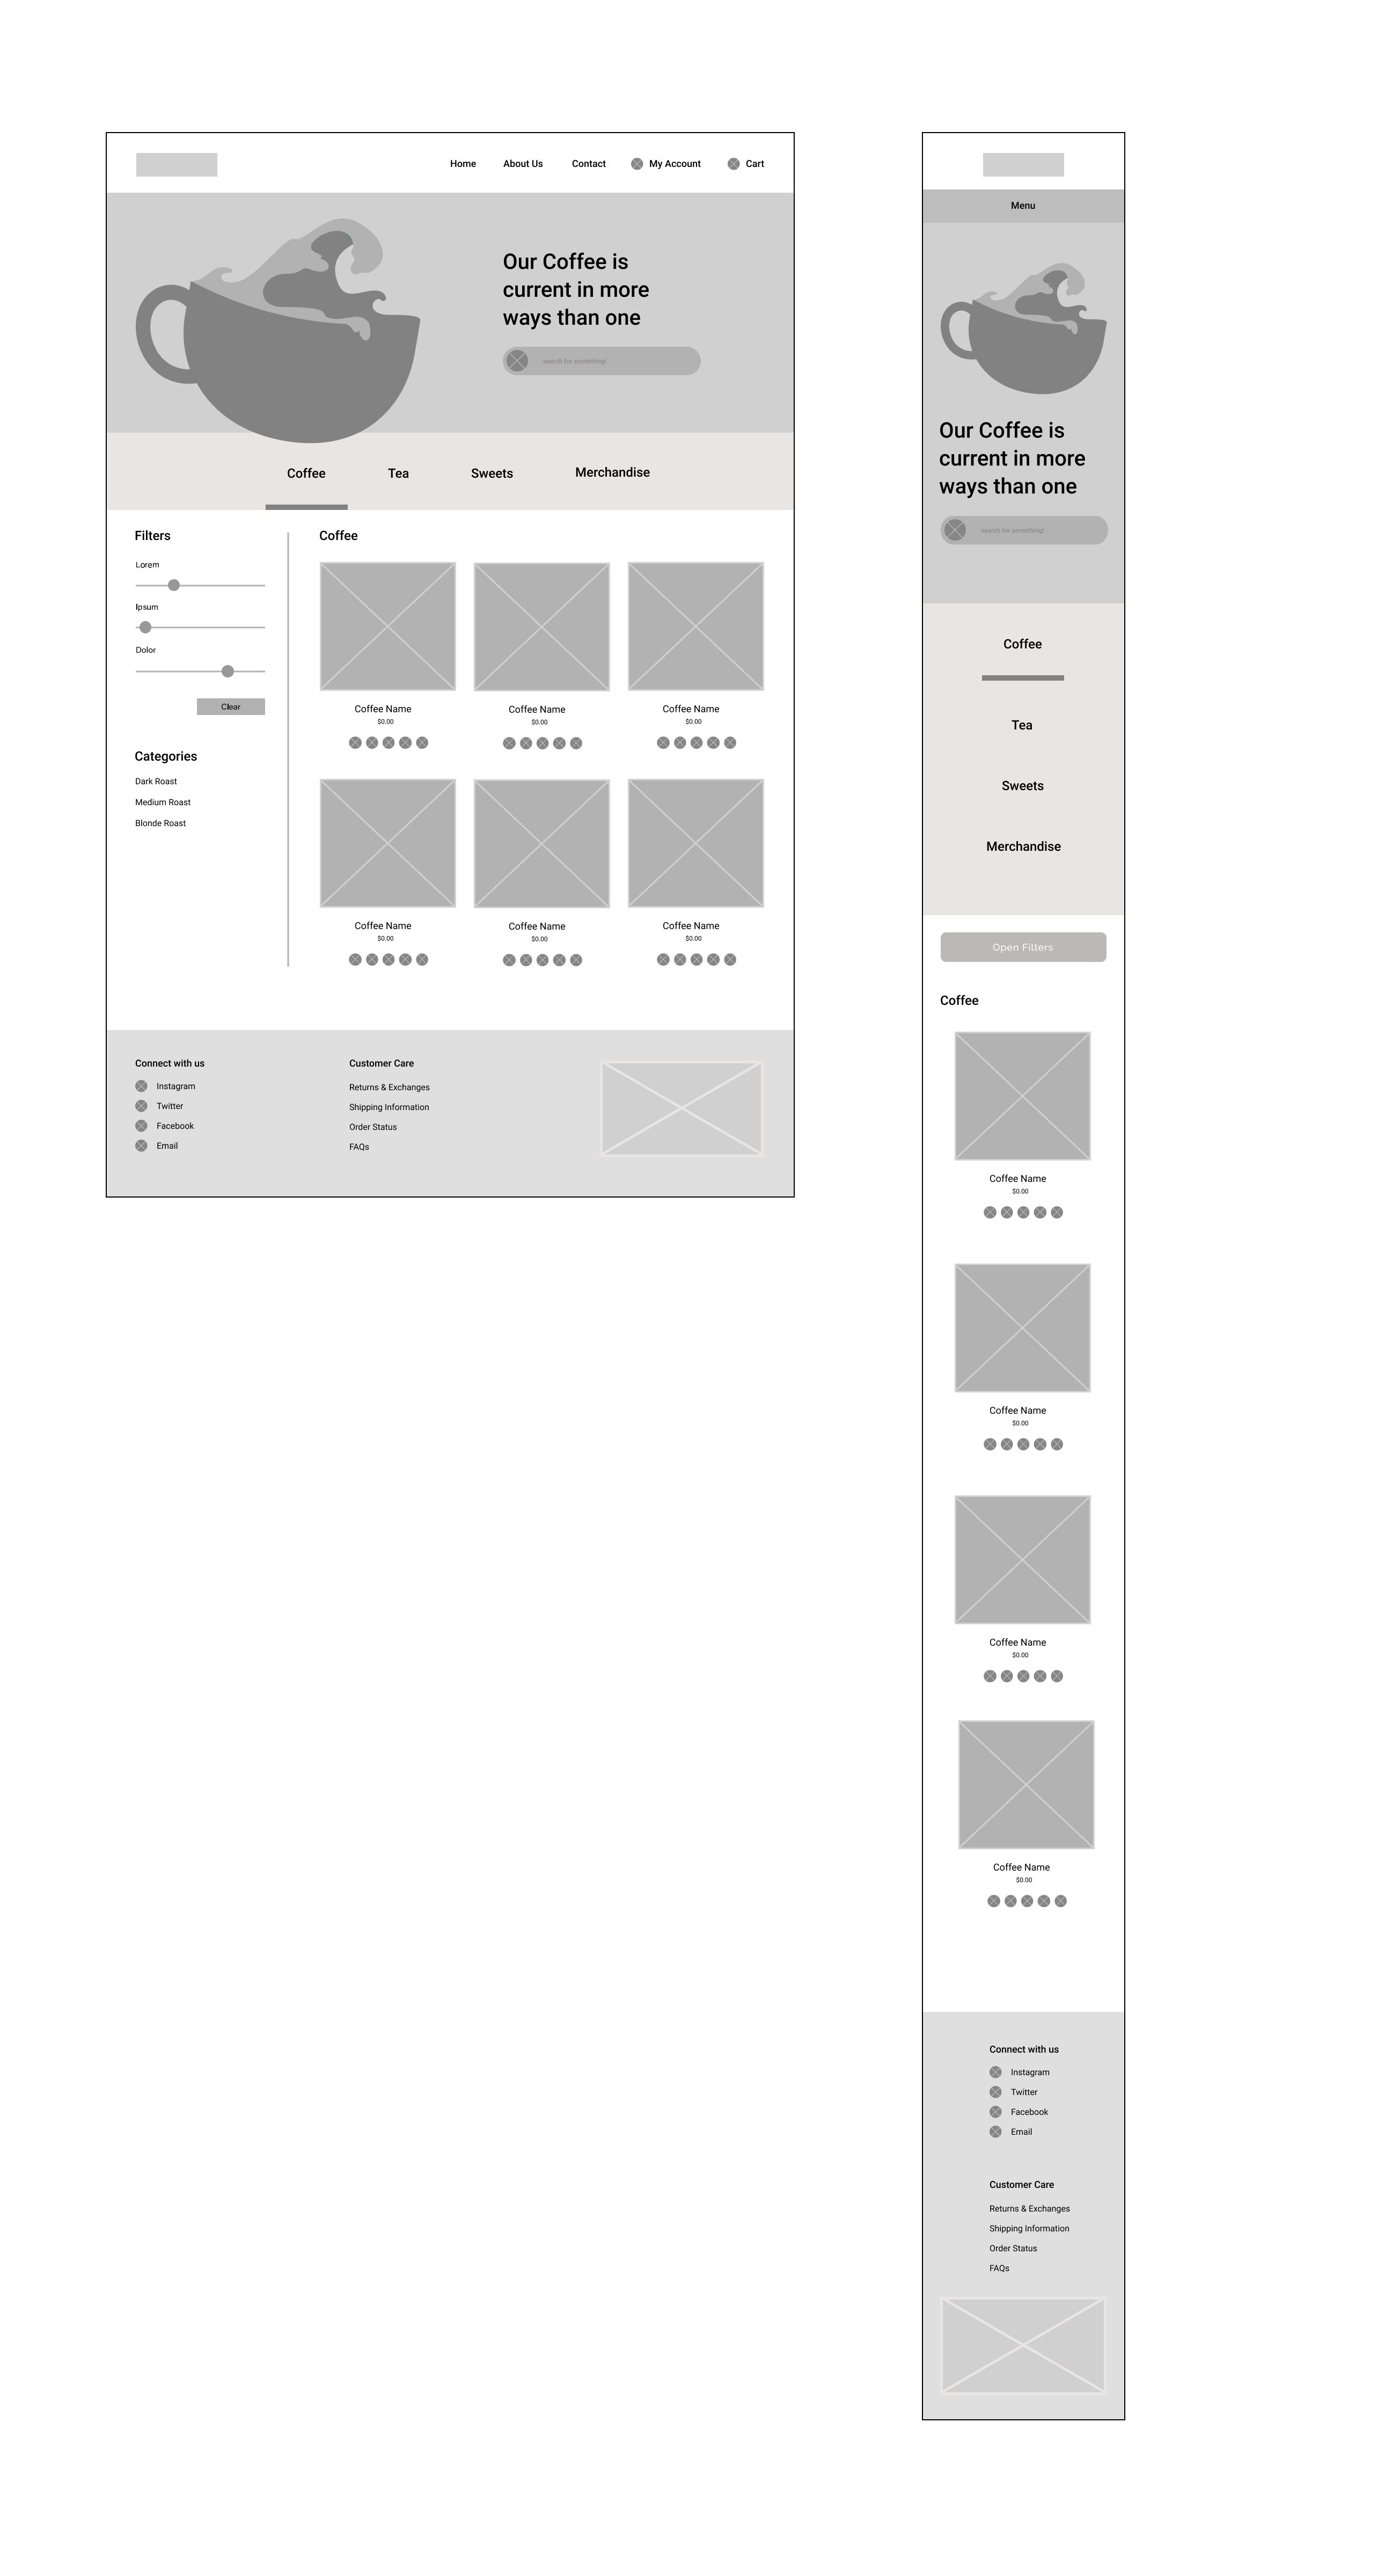 Home About Us Contact My Account Cart
Our Coffee is
current in more
ways than one
search for something!
Coffee Tea Sweets Merchandise
Filters
Lorem
Ipsum
Dolor
Clear
Categories
Dark Roast
Medium Roast
Blonde Roast
Coffee
Coffee Name Coffee Name Coffee Name
$0.00 $0.00 $0.00
Coffee Name Coffee Name Coffee Name
$0.00 $0.00 $0.00
Connect with us
Instagram
Twitter
Facebook
Email
Customer Care
Returns & Exchanges
Shipping Information
Order Status
FAQs
Menu
Our Coffee is
current in more
ways than one
search for something!
Coffee
Tea
Sweets
Merchandise
Open Filters
Coffee
Coffee Name
$0.00
Coffee Name
$0.00
Coffee Name
$0.00
Coffee Name
$0.00
Connect with us
Instagram
Twitter
Facebook
Email
Customer Care
Returns & Exchanges
Shipping Information
Order Status
FAQs